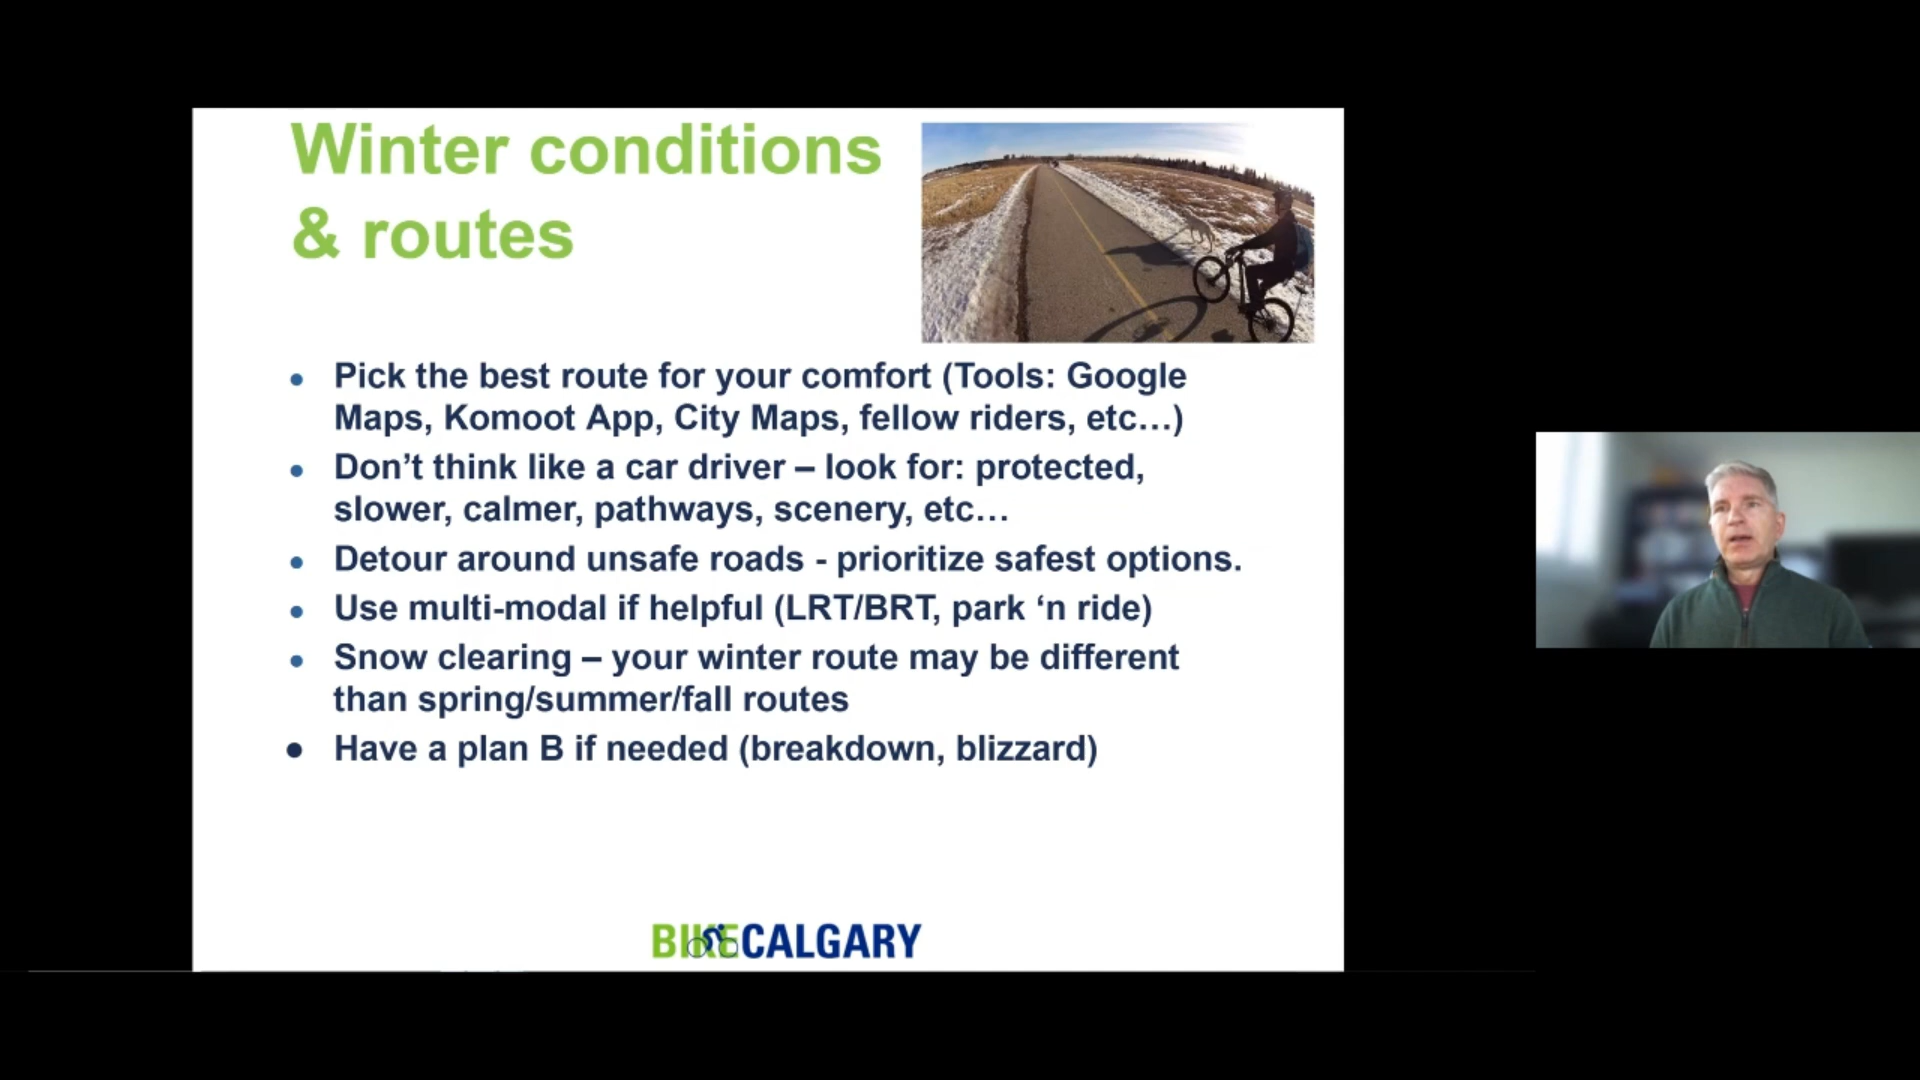 Winter conditions
& routes
● Pick the best route for your comfort (Tools: Google
Maps, Komoot App, City Maps, fellow riders, etc…)
● Don’t think like a car driver – look for: protected,
slower, calmer, pathways, scenery, etc…
● Detour around unsafe roads - prioritize safest options.
● Use multi-modal if helpful (LRT/BRT, park ‘n ride)
● Snow clearing – your winter route may be different
than spring/summer/fall routes
● Have a plan B if needed (breakdown, blizzard)
BIKECALGARY